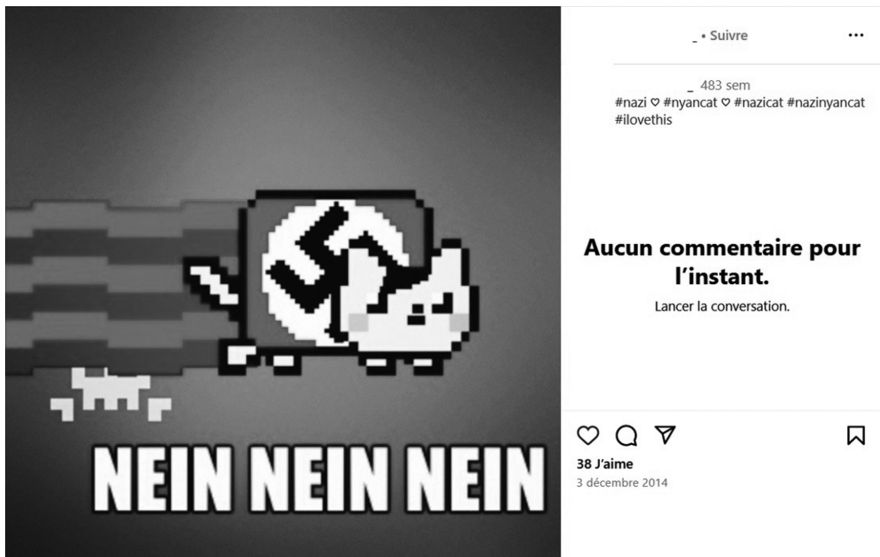 _ • Suivre
_ 483 sem
#nazi ♡ #nyancat ♡ #nazicat #nazinyancat
#ilovethis
Aucun commentaire pour
l'instant.
Lancer la conversation.
38 J'aime
3 décembre 2014
NEIN NEIN NEIN